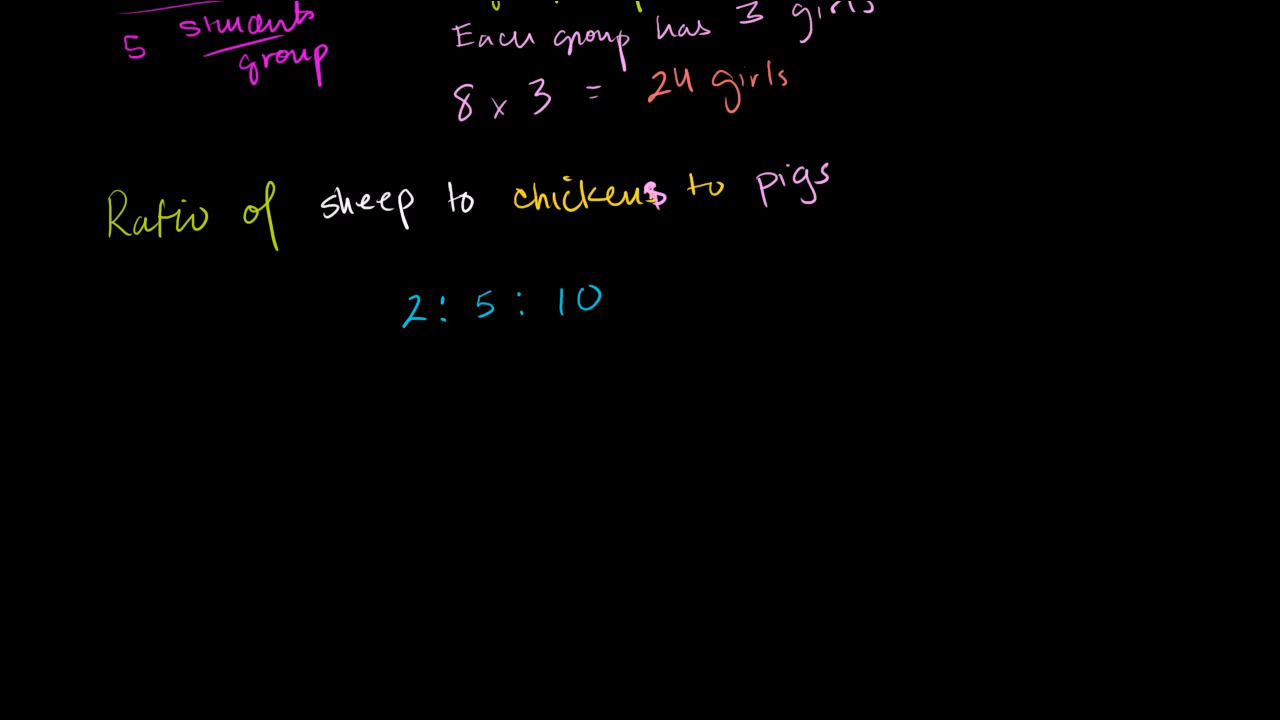 5 students
group
Each group has 3 girls
8 x 3 = 24 girls
Ratio of sheep to chickens to pigs
2 : 5 : 10